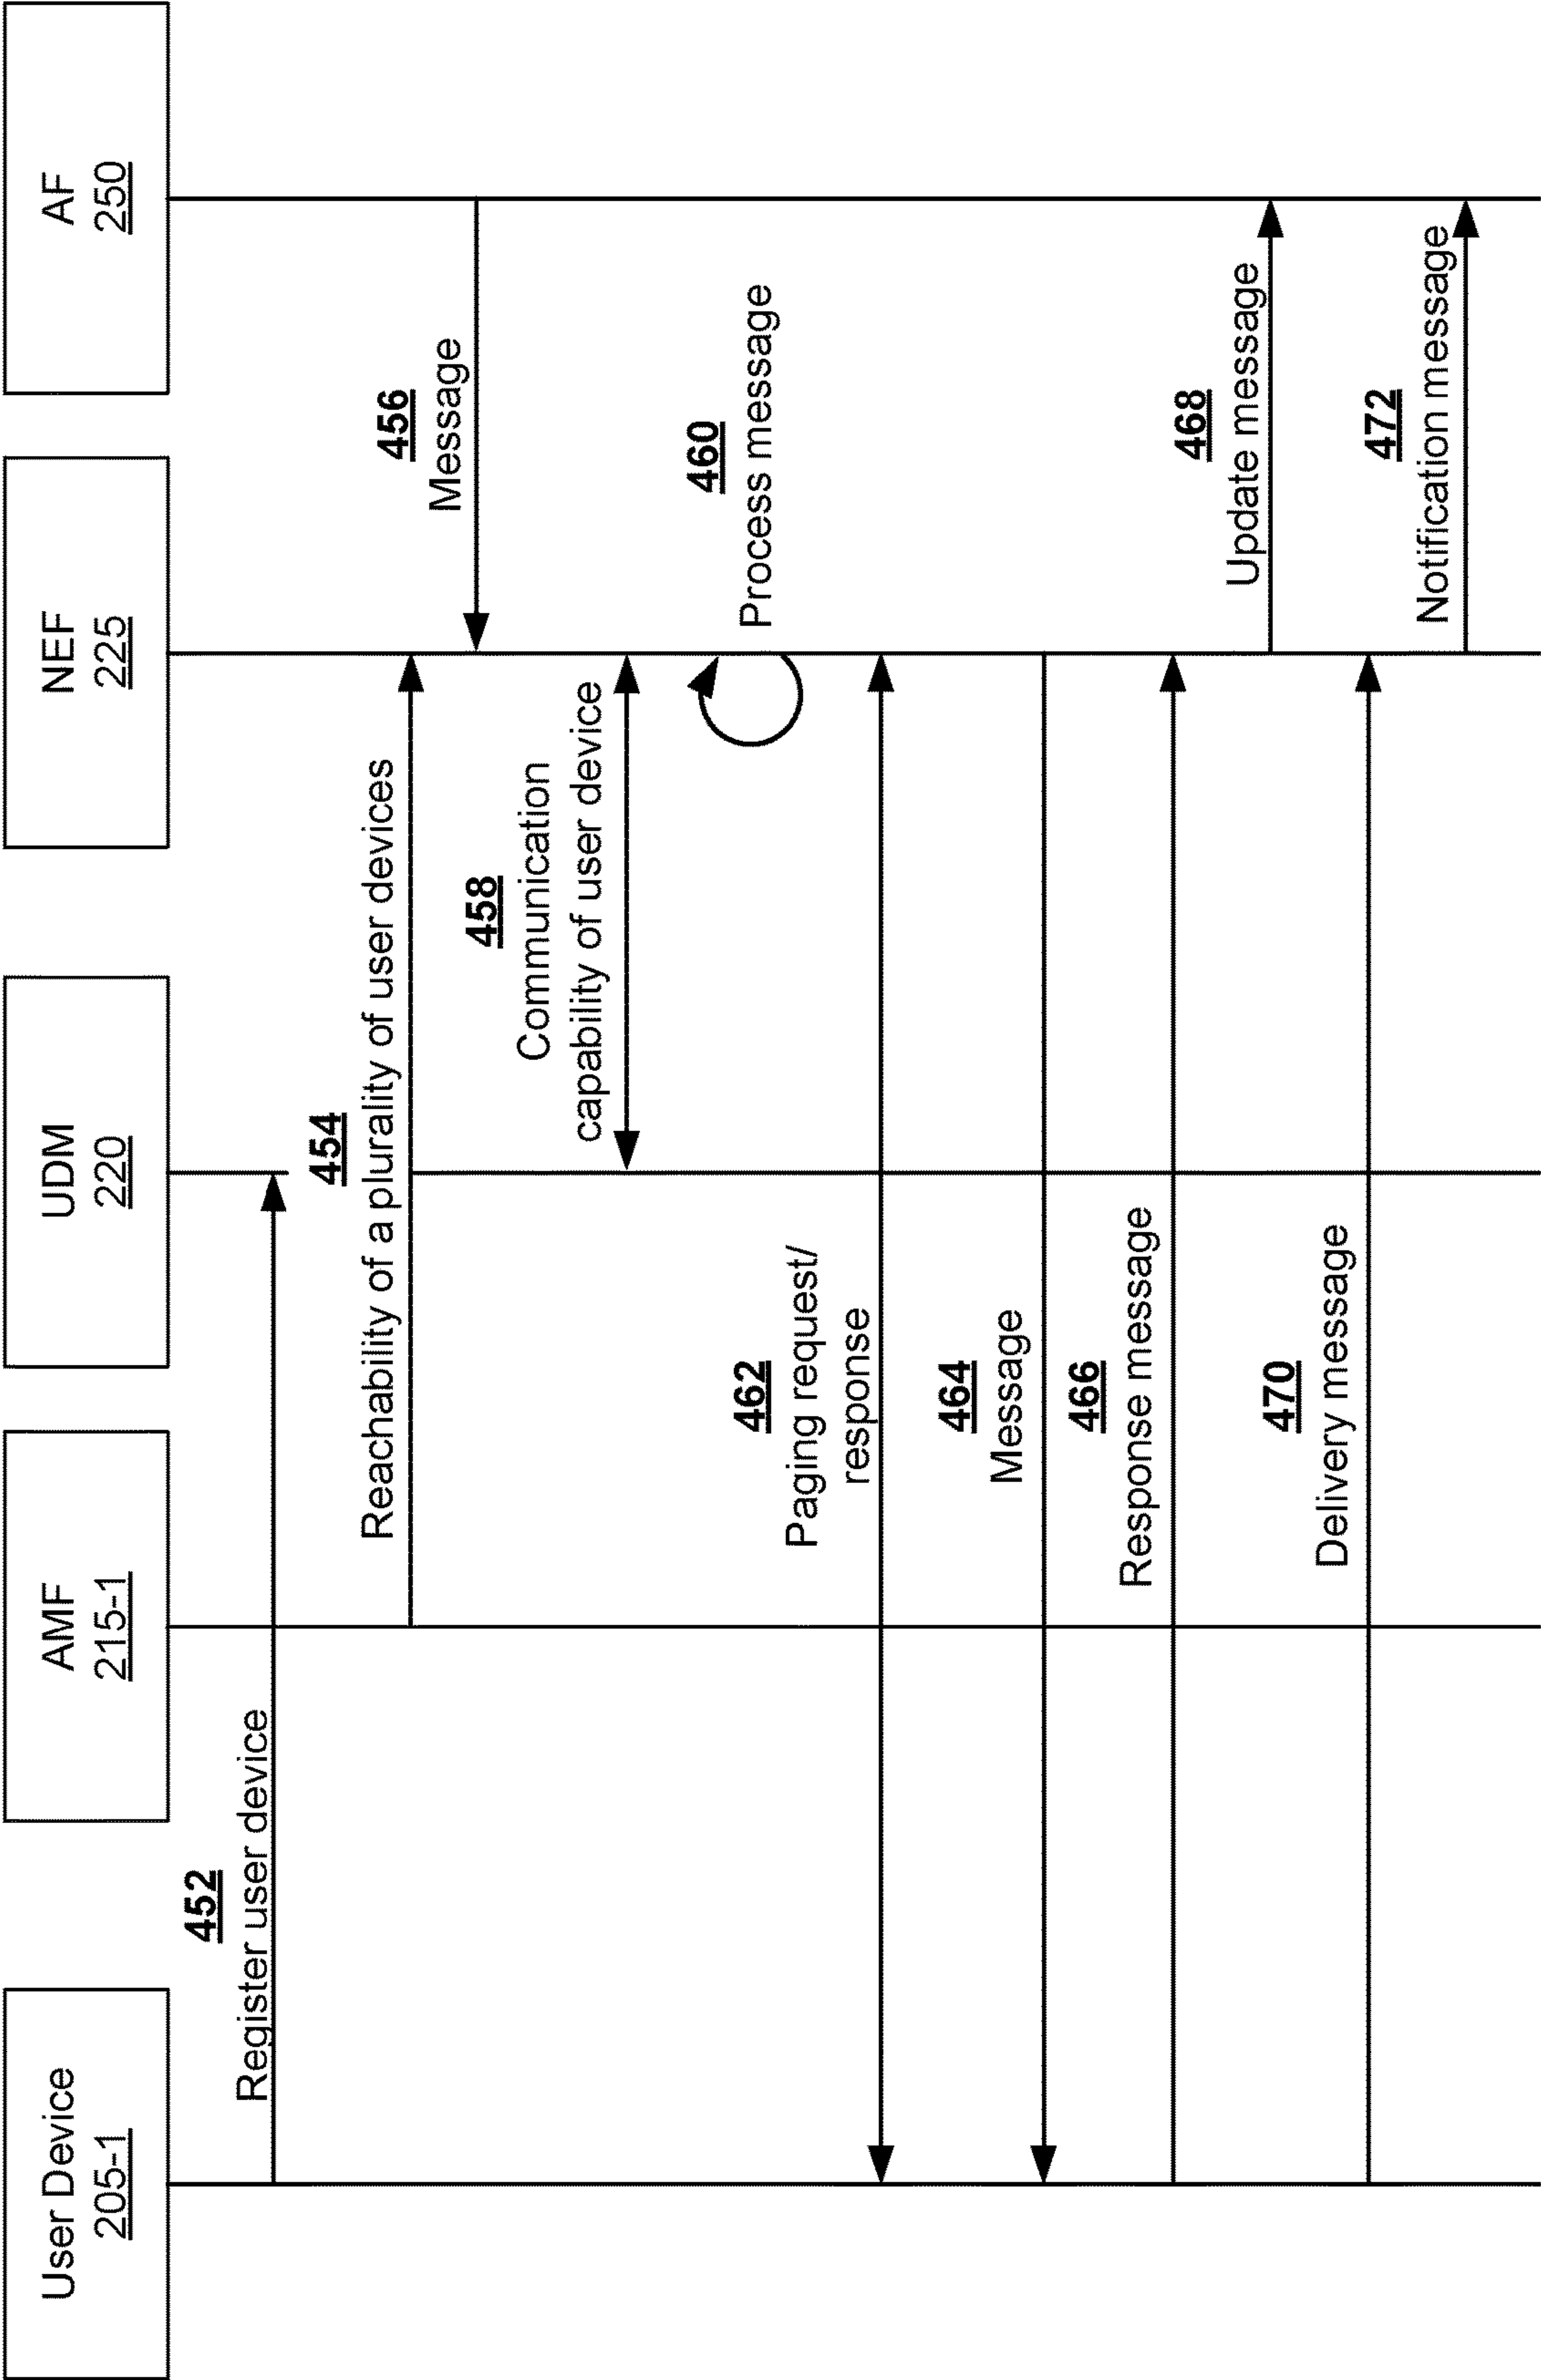 User Device
205-1
AMF
215-1
UDM
220
NEF
225
AF
250
452
Register user device
454
Reachability of a plurality of user devices
456
Message
458
Communication
capability of user device
460
Process message
462
Paging request/
response
464
Message
466
Response message
468
Update message
470
Delivery message
472
Notification message